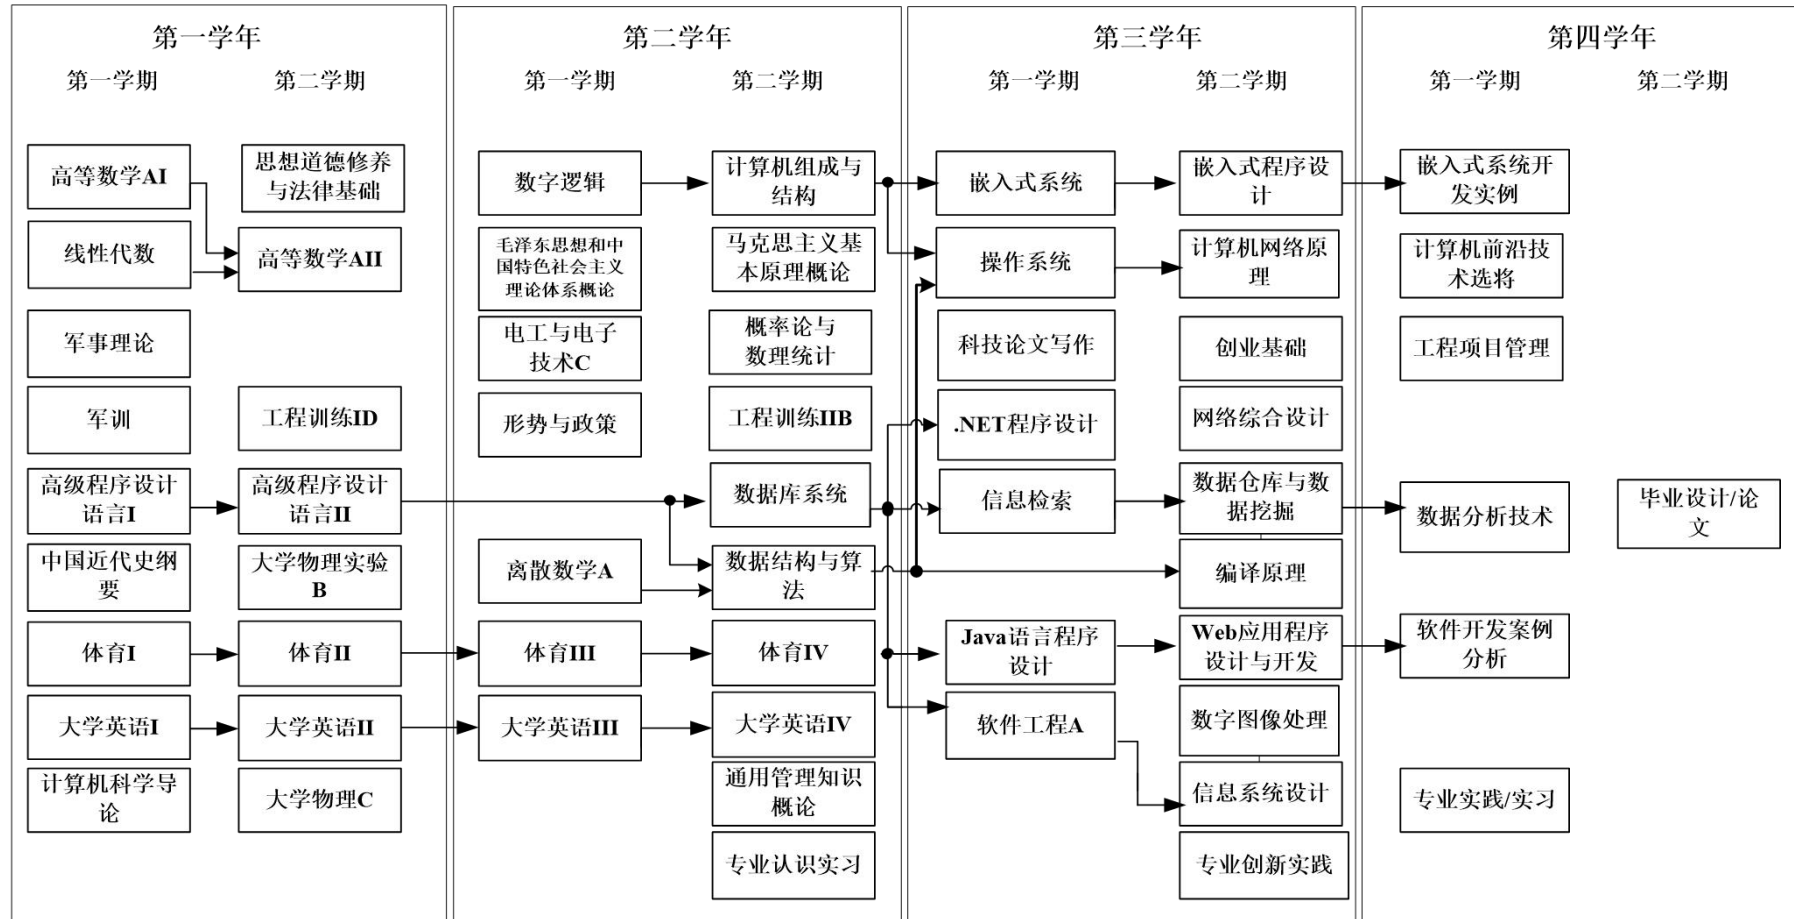 第一学年
第一学期
第二学期
高等数学AI
线性代数
军事理论
军训
高级程序设计
语言I
中国近代史纲
要
体育I
大学英语I
计算机科学导
论
思想道德修养
与法律基础
高等数学AII
工程训练ID
高级程序设计
语言II
大学物理实验
B
体育II
大学英语II
大学物理C
第二学年
第一学期
第二学期
数字逻辑
毛泽东思想和中
国特色社会主义
理论体系概论
电工与电子
技术C
形势与政策
离散数学A
体育III
大学英语III
计算机组成与
结构
马克思主义基
本原理概论
概率论与
数理统计
工程训练IIB
数据库系统
数据结构与算
法
体育IV
大学英语IV
通用管理知识
概论
专业认识实习
第三学年
第一学期
第二学期
嵌入式系统
操作系统
科技论文写作
.NET程序设计
信息检索
Java语言程序
设计
软件工程A
嵌入式程序设
计
计算机网络原
理
创业基础
网络综合设计
数据仓库与数
据挖掘
编译原理
Web应用程序
设计与开发
数字图像处理
信息系统设计
专业创新实践
第四学年
第一学期
第二学期
嵌入式系统开
发实例
计算机前沿技
术选将
工程项目管理
数据分析技术
软件开发案例
分析
专业实践/实习
毕业设计/论
文